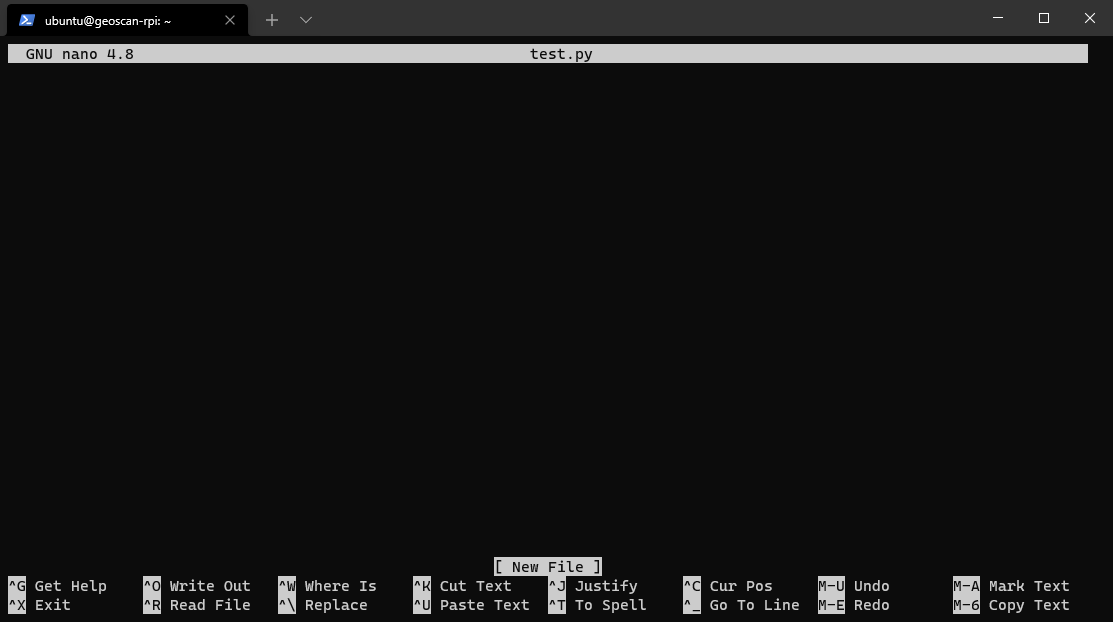 ubuntu@geoscan-rpi: ~
GNU nano 4.8 test.py
[ New File ]
^G Get Help ^O Write Out ^W Where Is ^K Cut Text ^J Justify ^C Cur Pos M-U Undo M-A Mark Text
^X Exit ^R Read File ^\ Replace ^U Paste Text ^T To Spell ^_ Go To Line M-E Redo M-6 Copy Text